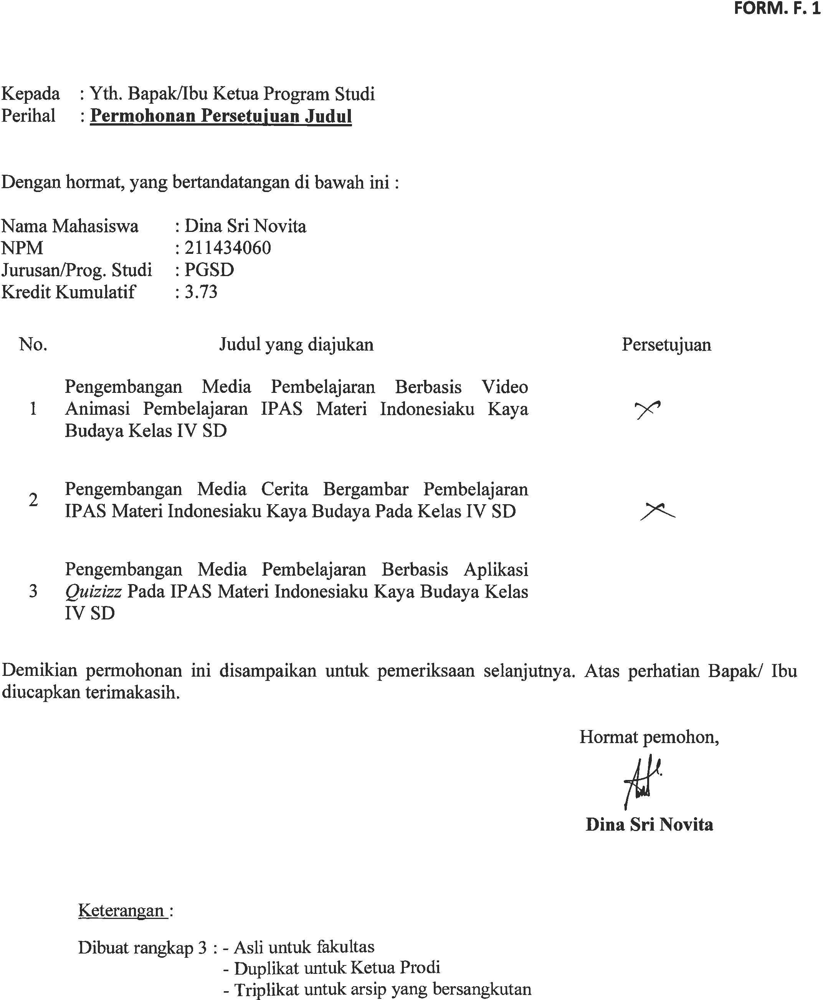 FORM. F. 1
Kepada : Yth. Bapak/Ibu Ketua Program Studi
Perihal : Permohonan Persetujuan Judul
Dengan hormat, yang bertandatangan di bawah ini :
Nama Mahasiswa : Dina Sri Novita
NPM : 211434060
Jurusan/Prog. Studi : PGSD
Kredit Kumulatif : 3.73
No. Judul yang diajukan Persetujuan
Pengembangan Media Pembelajaran Berbasis Video
1 Animasi Pembelajaran IPAS Materi Indonesiaku Kaya
Budaya Kelas IV SD
Pengembangan Media Cerita Bergambar Pembelajaran
2 IPAS Materi Indonesiaku Kaya Budaya Pada Kelas IV SD
Pengembangan Media Pembelajaran Berbasis Aplikasi
3 Quizizz Pada IPAS Materi Indonesiaku Kaya Budaya Kelas
IV SD
Demikian permohonan ini disampaikan untuk pemeriksaan selanjutnya. Atas perhatian Bapak/ Ibu
diucapkan terimakasih.
Hormat pemohon,
Dina Sri Novita
Keterangan :
Dibuat rangkap 3 : - Asli untuk fakultas
- Duplikat untuk Ketua Prodi
- Triplikat untuk arsip yang bersangkutan